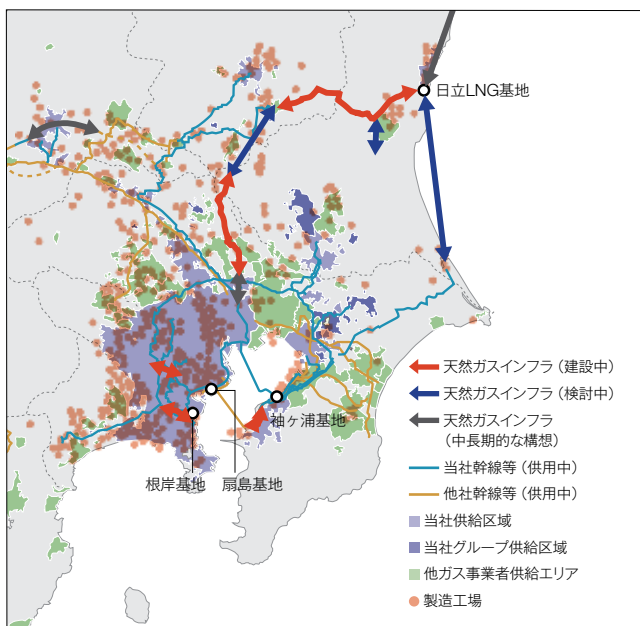 日立LNG基地
天然ガスインフラ（建設中）
天然ガスインフラ（検討中）
天然ガスインフラ
（中長期的な構想）
袖ヶ浦基地
当社幹線等（供用中）
根岸基地
扇島基地
他社幹線等（供用中）
当社供給区域
当社グループ供給区域
他ガス事業者供給エリア
製造工場